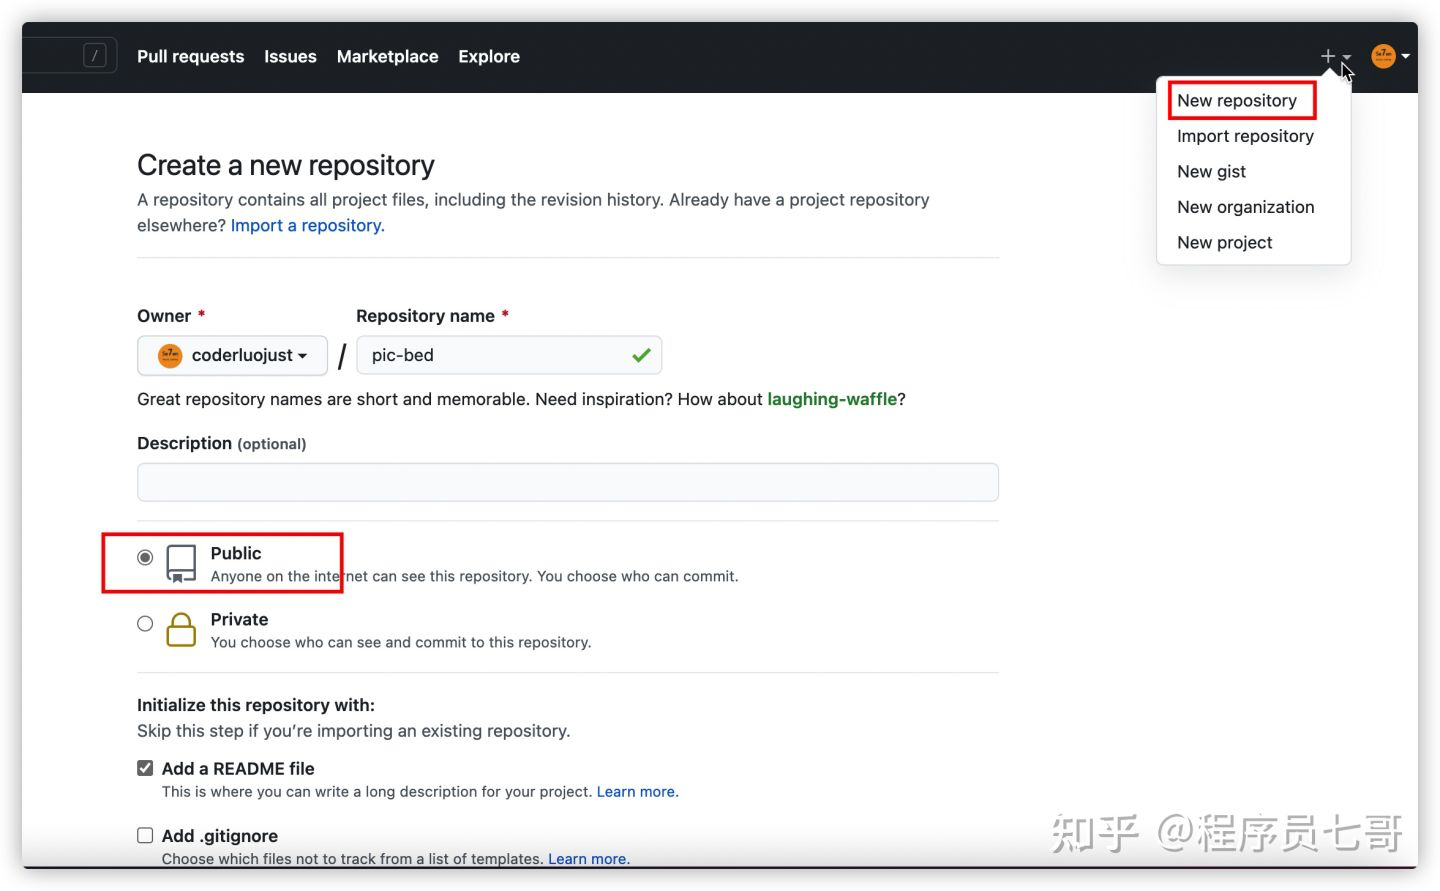 / Pull requests Issues Marketplace Explore
New repository
Import repository
New gist
New organization
New project
Create a new repository
A repository contains all project files, including the revision history. Already have a project repository
elsewhere? Import a repository.
Owner * Repository name *
coderluojust / pic-bed
Great repository names are short and memorable. Need inspiration? How about laughing-waffle?
Description (optional)
Public
Anyone on the internet can see this repository. You choose who can commit.
Private
You choose who can see and commit to this repository.
Initialize this repository with:
Skip this step if you’re importing an existing repository.
Add a README file
This is where you can write a long description for your project. Learn more.
Add .gitignore
Choose which files not to track from a list of templates. Learn more.
知乎 @程序员七哥